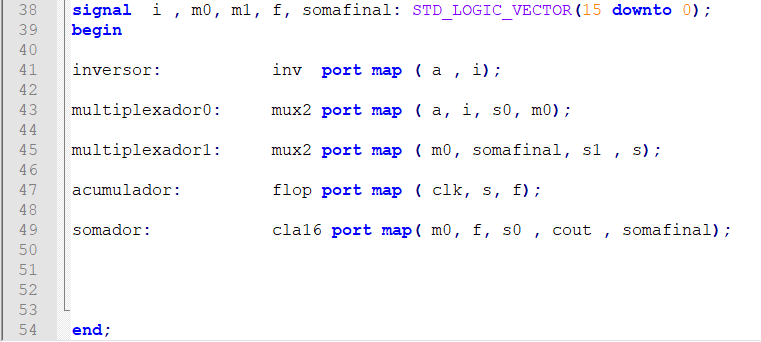 38 signal i , m0, m1, f, somafinal: STD_LOGIC_VECTOR(15 downto 0);
39 begin
40
41 inversor: inv port map ( a , i);
42
43 multiplexador0: mux2 port map ( a, i, s0, m0);
44
45 multiplexador1: mux2 port map ( m0, somafinal, s1 , s);
46
47 acumulador: flop port map ( clk, s, f);
48
49 somador: cla16 port map( m0, f, s0 , cout , somafinal);
50
51
52
53
54 end;